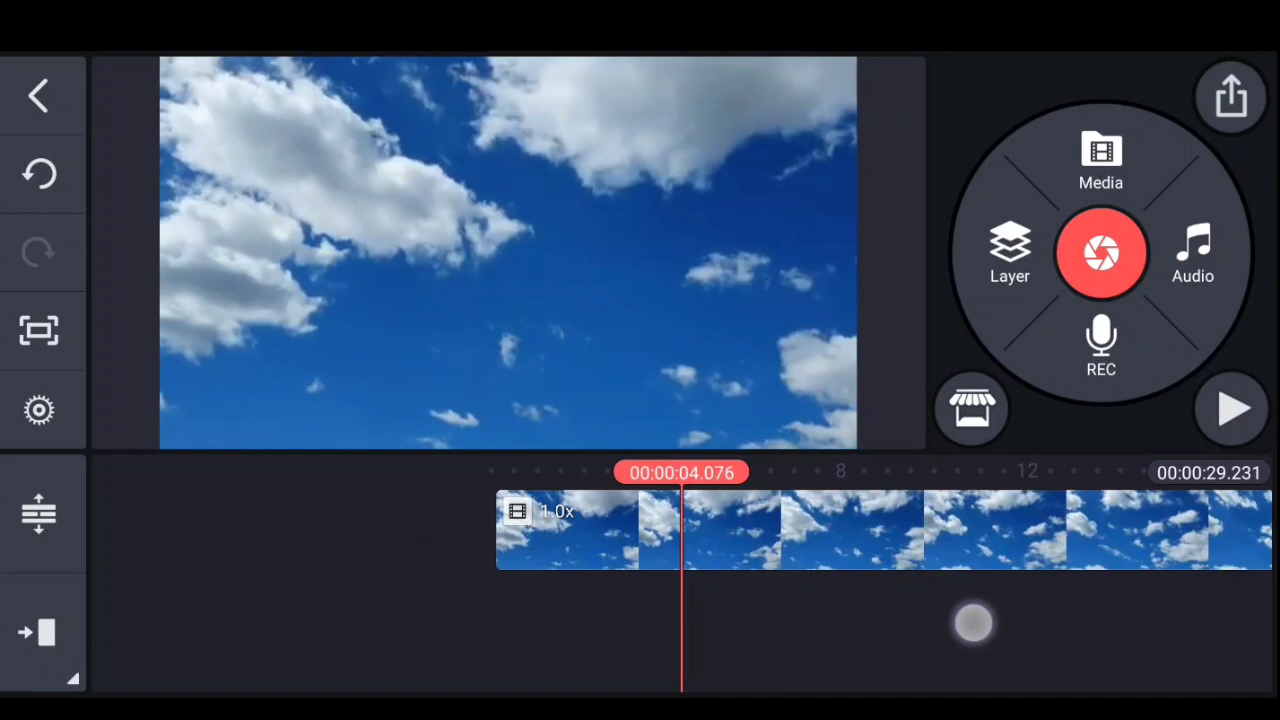 Media
Layer
Audio
REC
00:00:04.076
8
12
00:00:29.231
1.0x